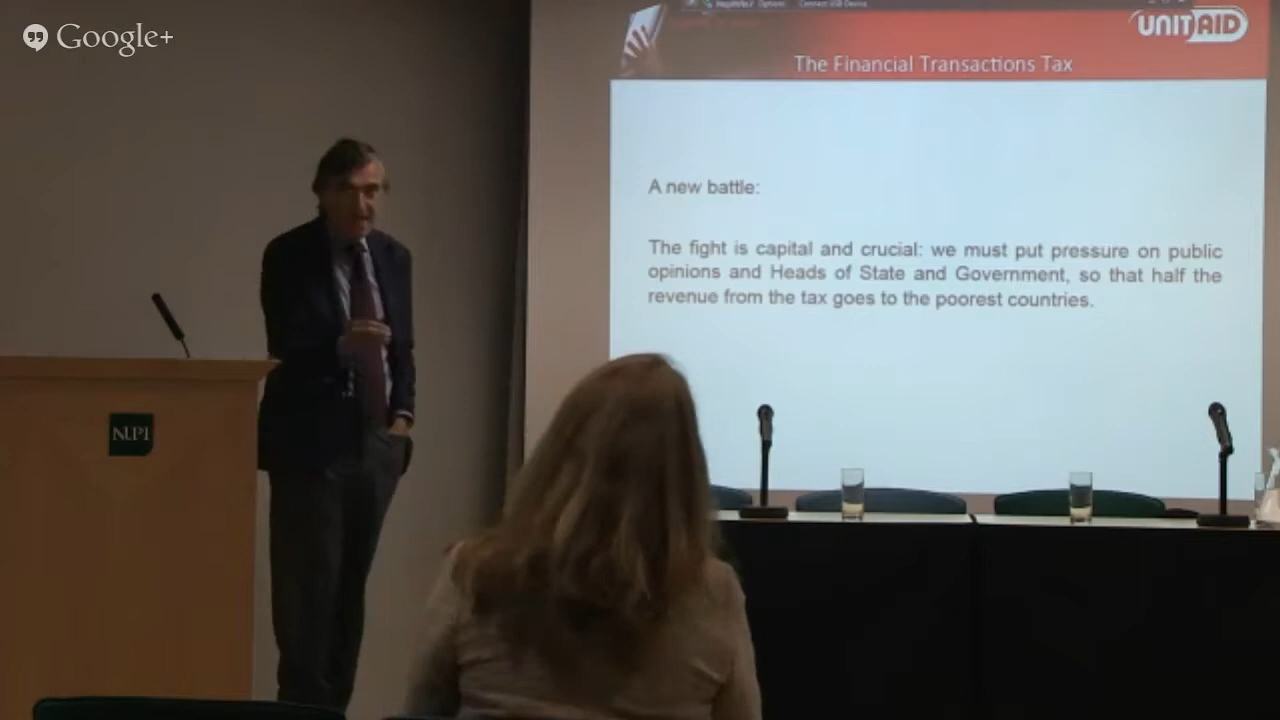 Google+
UNITAID
The Financial Transactions Tax
A new battle:
The fight is capital and crucial: we must put pressure on public
opinions and Heads of State and Government, so that half the
revenue from the tax goes to the poorest countries.
NUPI